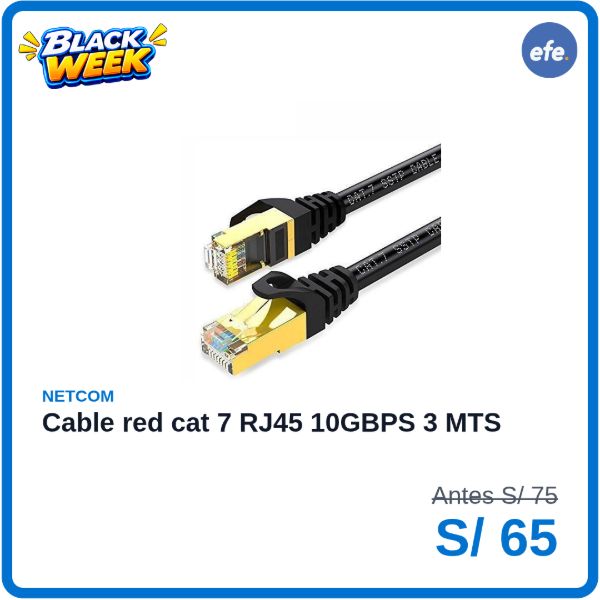 BLACK
WEEK
efe.
CAT.7 SSTP CABLE
CAT.7 SSTP
NETCOM
Cable red cat 7 RJ45 10GBPS 3 MTS
Antes S/ 75
S/ 65